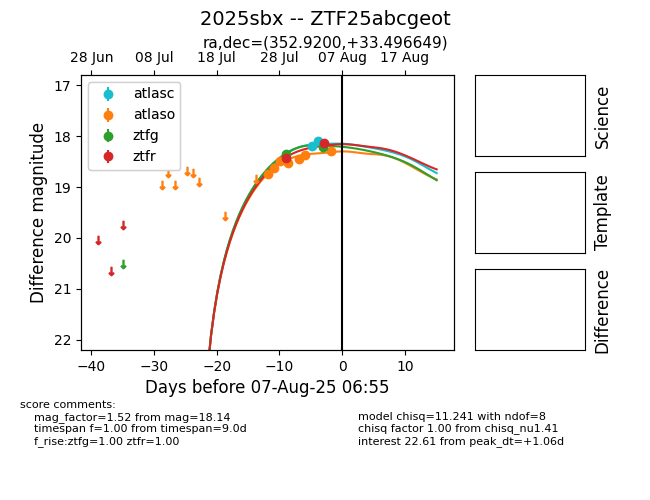 2025sbx -- ZTF25abcgeot
ra,dec=(352.9200,+33.496649)
28 Jun 08 Jul 18 Jul 28 Jul 07 Aug 17 Aug
atlasc
atlaso
ztfg
ztfr
17
18
19
20
21
22
Difference magnitude
−40 −30 −20 −10 0 10
Days before 07-Aug-25 06:55
Science
Template
Difference
score comments:
mag_factor=1.52 from mag=18.14
timespan f=1.00 from timespan=9.0d
f_rise:ztfg=1.00 ztfr=1.00
model chisq=11.241 with ndof=8
chisq factor 1.00 from chisq_nu1.41
interest 22.61 from peak_dt=+1.06d